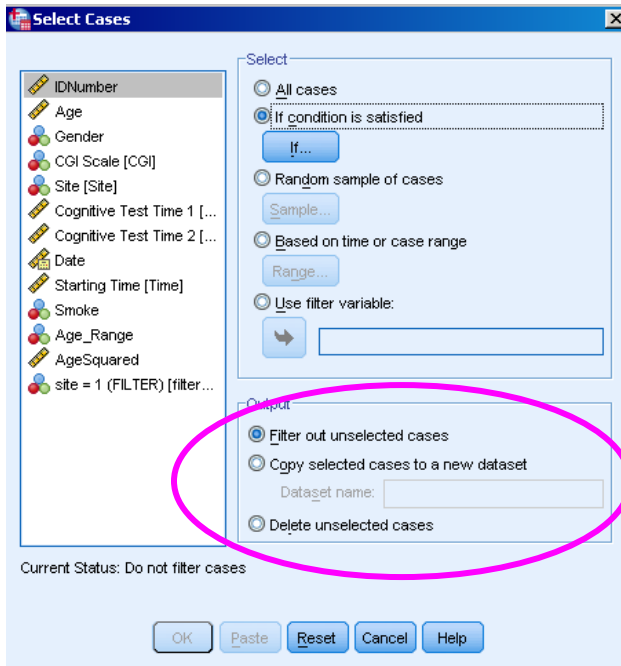 Select Cases
IDNumber
Age
Gender
CGI Scale [CGI]
Site [Site]
Cognitive Test Time 1 [...
Cognitive Test Time 2 [...
Date
Starting Time [Time]
Smoke
Age_Range
AgeSquared
site = 1 (FILTER) [filter...
Select
All cases
If condition is satisfied
If...
Random sample of cases
Sample...
Based on time or case range
Range...
Use filter variable:
Output
Filter out unselected cases
Copy selected cases to a new dataset
Dataset name:
Delete unselected cases
Current Status: Do not filter cases
OK Paste Reset Cancel Help